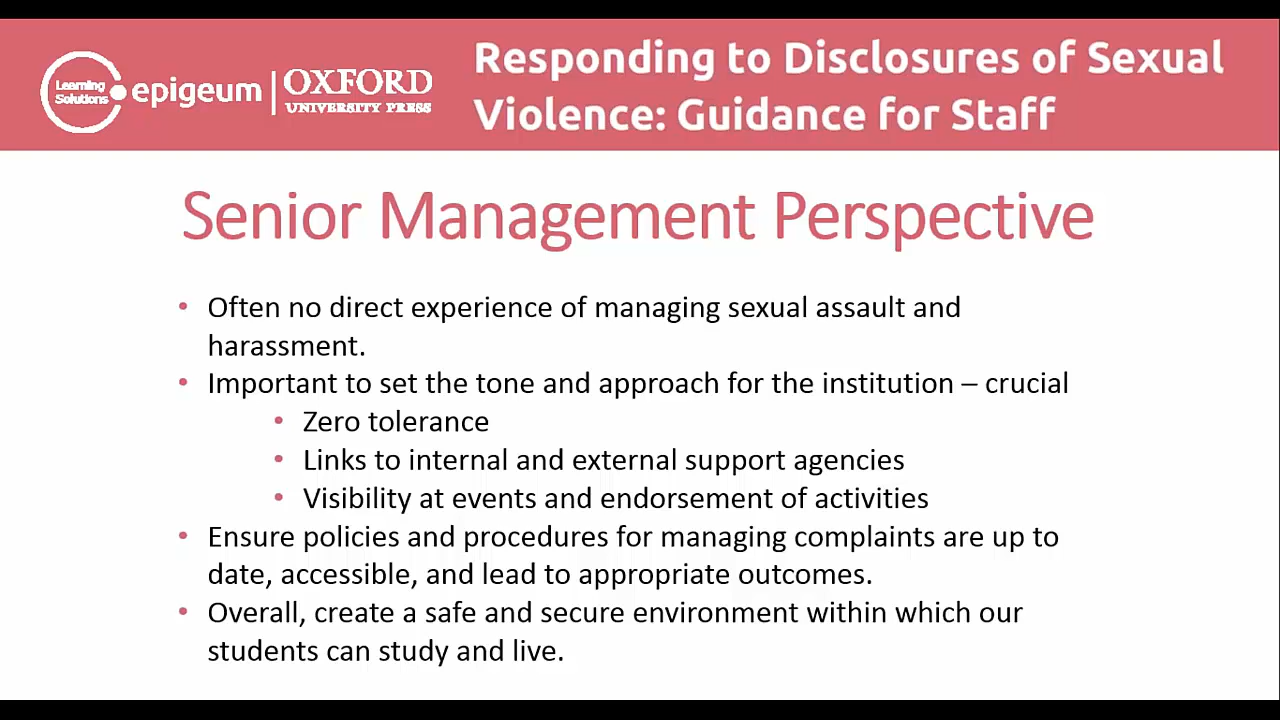 Learning
Solutions
epigeum
OXFORD
UNIVERSITY PRESS
Responding to Disclosures of Sexual
Violence: Guidance for Staff
Senior Management Perspective
• Often no direct experience of managing sexual assault and
harassment.
• Important to set the tone and approach for the institution – crucial
• Zero tolerance
• Links to internal and external support agencies
• Visibility at events and endorsement of activities
• Ensure policies and procedures for managing complaints are up to
date, accessible, and lead to appropriate outcomes.
• Overall, create a safe and secure environment within which our
students can study and live.